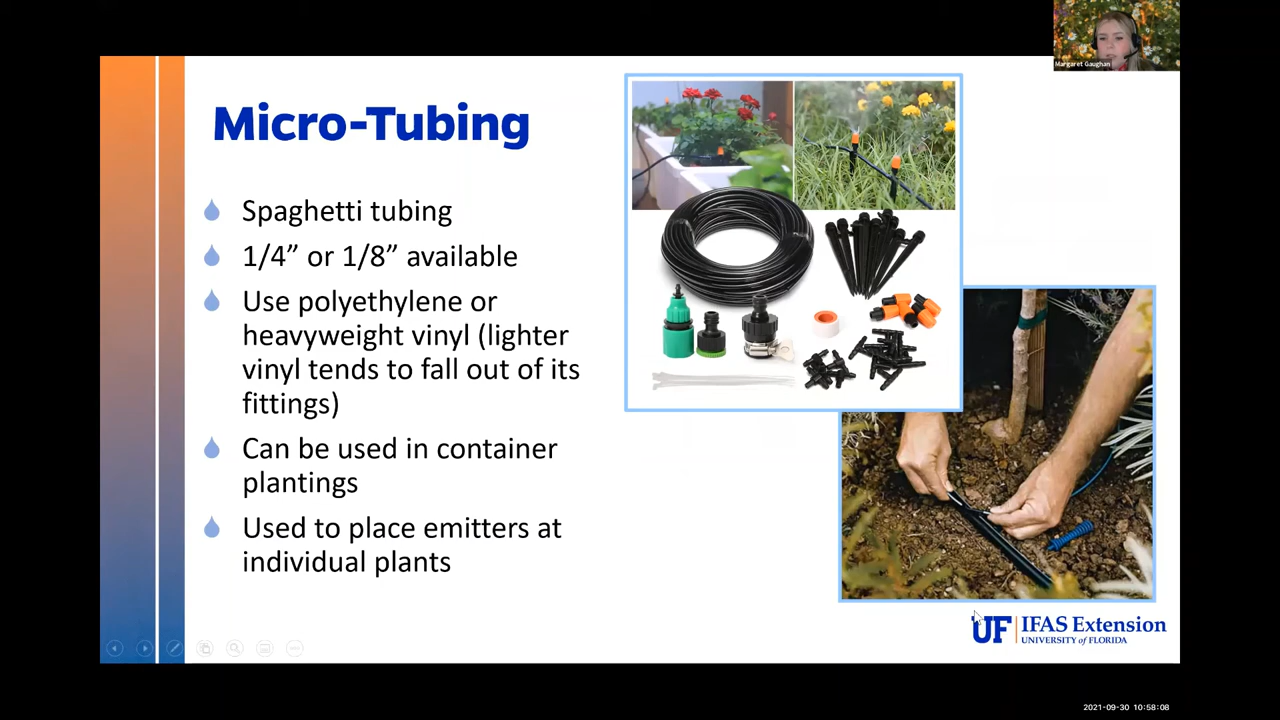 Margaret Gaughan
Micro-Tubing
Spaghetti tubing
1/4” or 1/8” available
Use polyethylene or
heavyweight vinyl (lighter
vinyl tends to fall out of its
fittings)
Can be used in container
plantings
Used to place emitters at
individual plants
UF IFAS Extension
UNIVERSITY of FLORIDA
2021-09-30 10:58:08